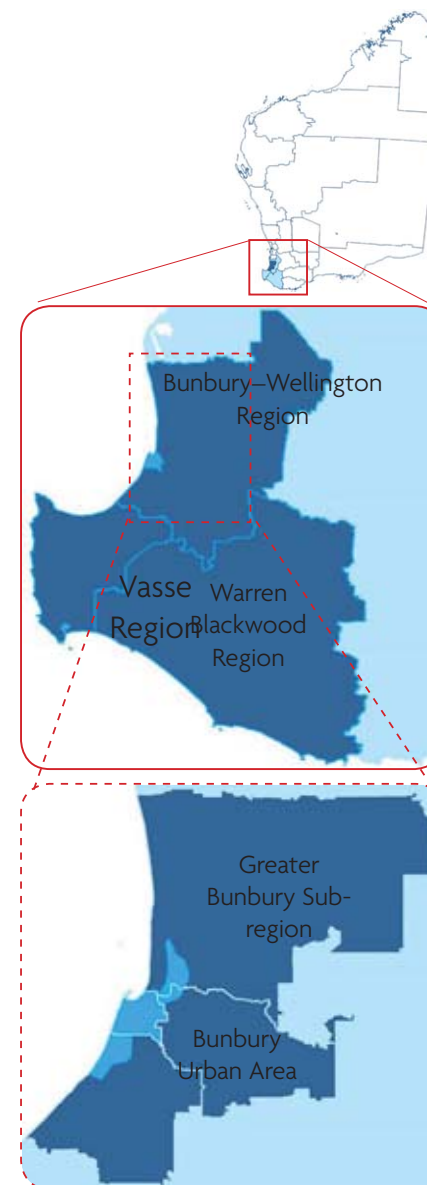 Bunbury–Wellington
Region
Vasse
Region
Warren
Blackwood
Region
Greater
Bunbury Sub-
region
Bunbury
Urban Area